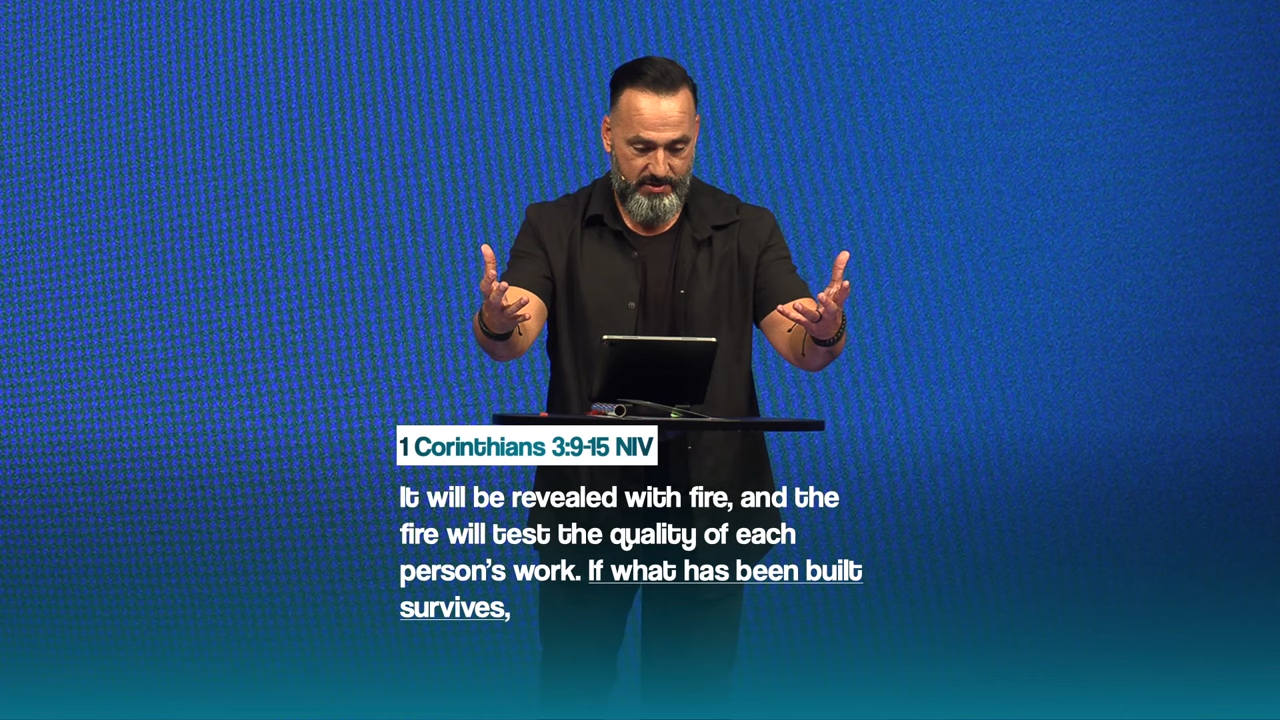 1 Corinthians 3:9-15 NIV
It will be revealed with fire, and the
fire will test the quality of each
person's work. If what has been built
survives,